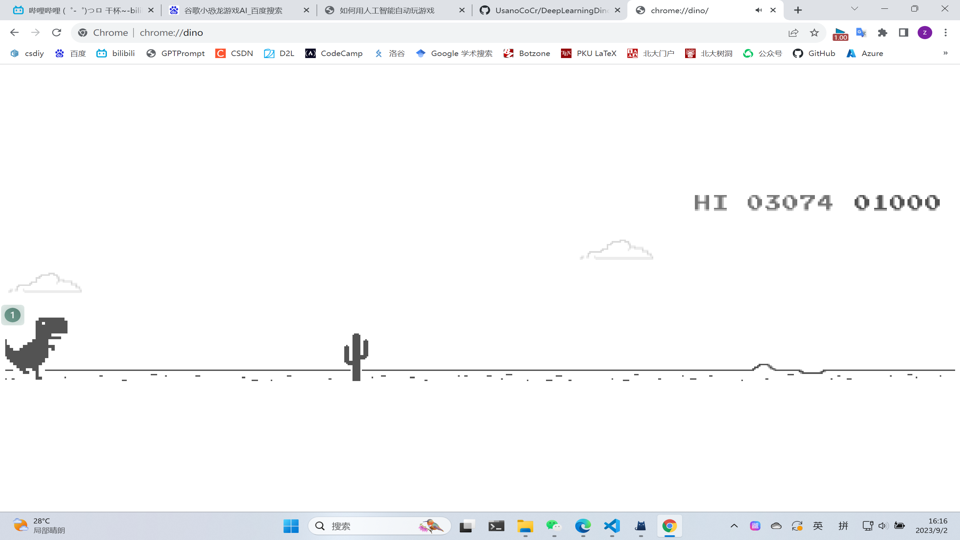 哔哩哔哩 (゜-゜)つロ 干杯~-bili
谷歌小恐龙游戏AI_百度搜索
如何用人工智能自动玩游戏
UsanoCoCr/DeepLearningDin
chrome://dino/
Chrome | chrome://dino
1.00
z
csdiy
百度
bilibili
GPTPrompt
CSDN
D2L
CodeCamp
洛谷
Google 学术搜索
Botzone
PKU LaTeX
北大门户
北大树洞
公众号
GitHub
Azure
»
HI 03074 01000
1
28°C
局部晴朗
搜索
英
拼
16:16
2023/9/2